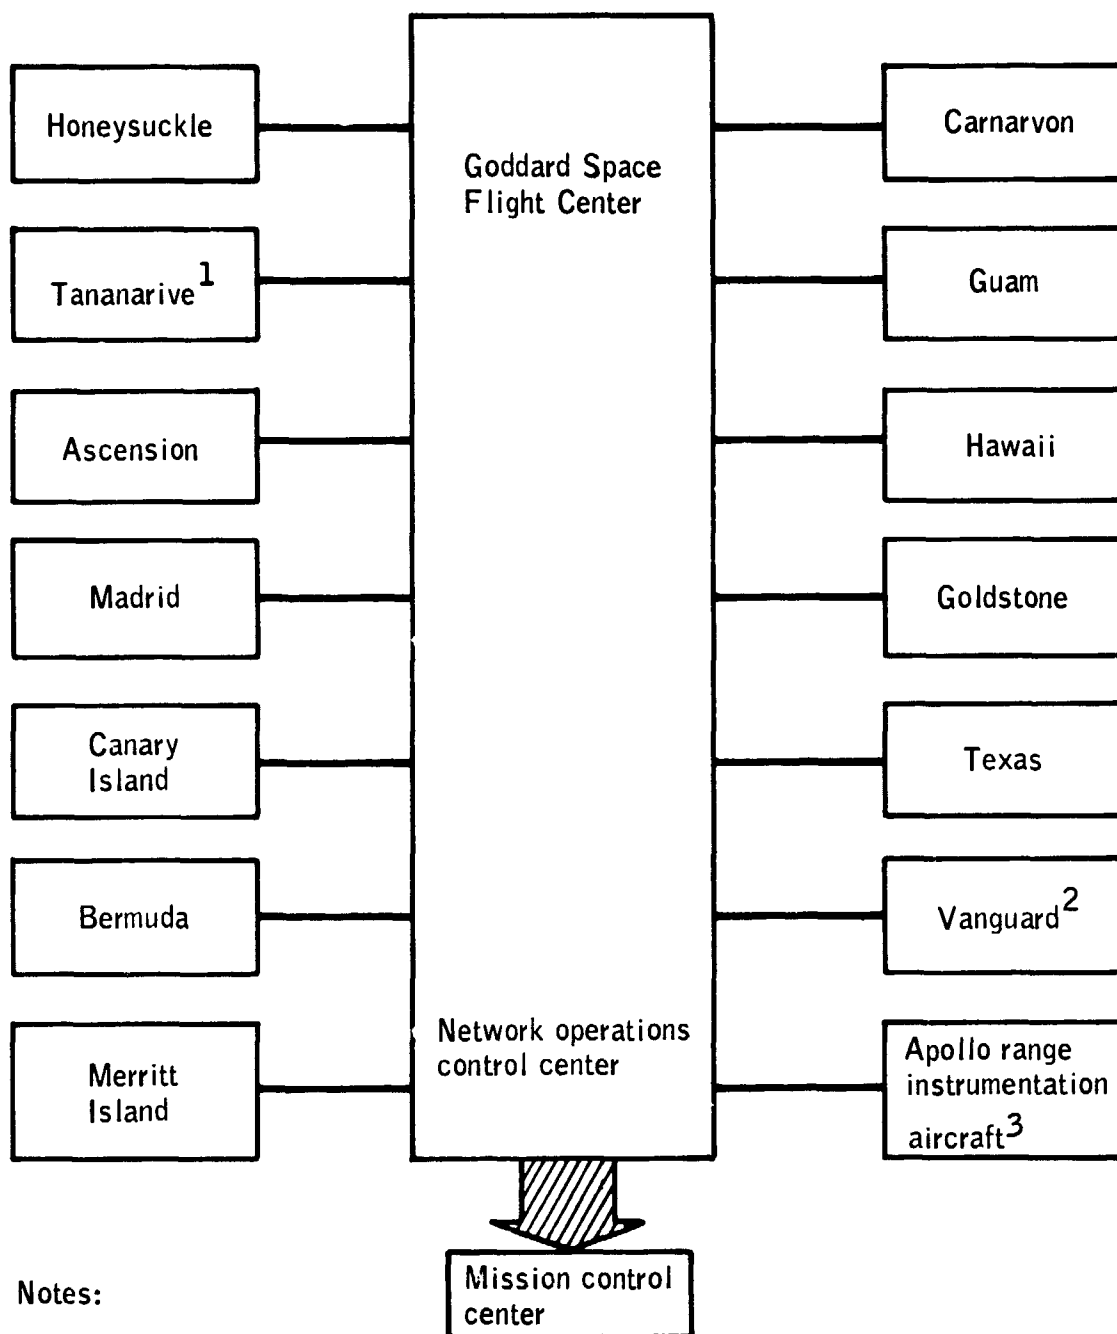 Honeysuckle
Tananarive1
Ascension
Madrid
Canary
Island
Bermuda
Merritt
Island
Goddard Space
Flight Center
Network operations
control center
Carnarvon
Guam
Hawaii
Goldstone
Texas
Vanguard2
Apollo range
instrumentation
aircraft3
Mission control
center
Notes: